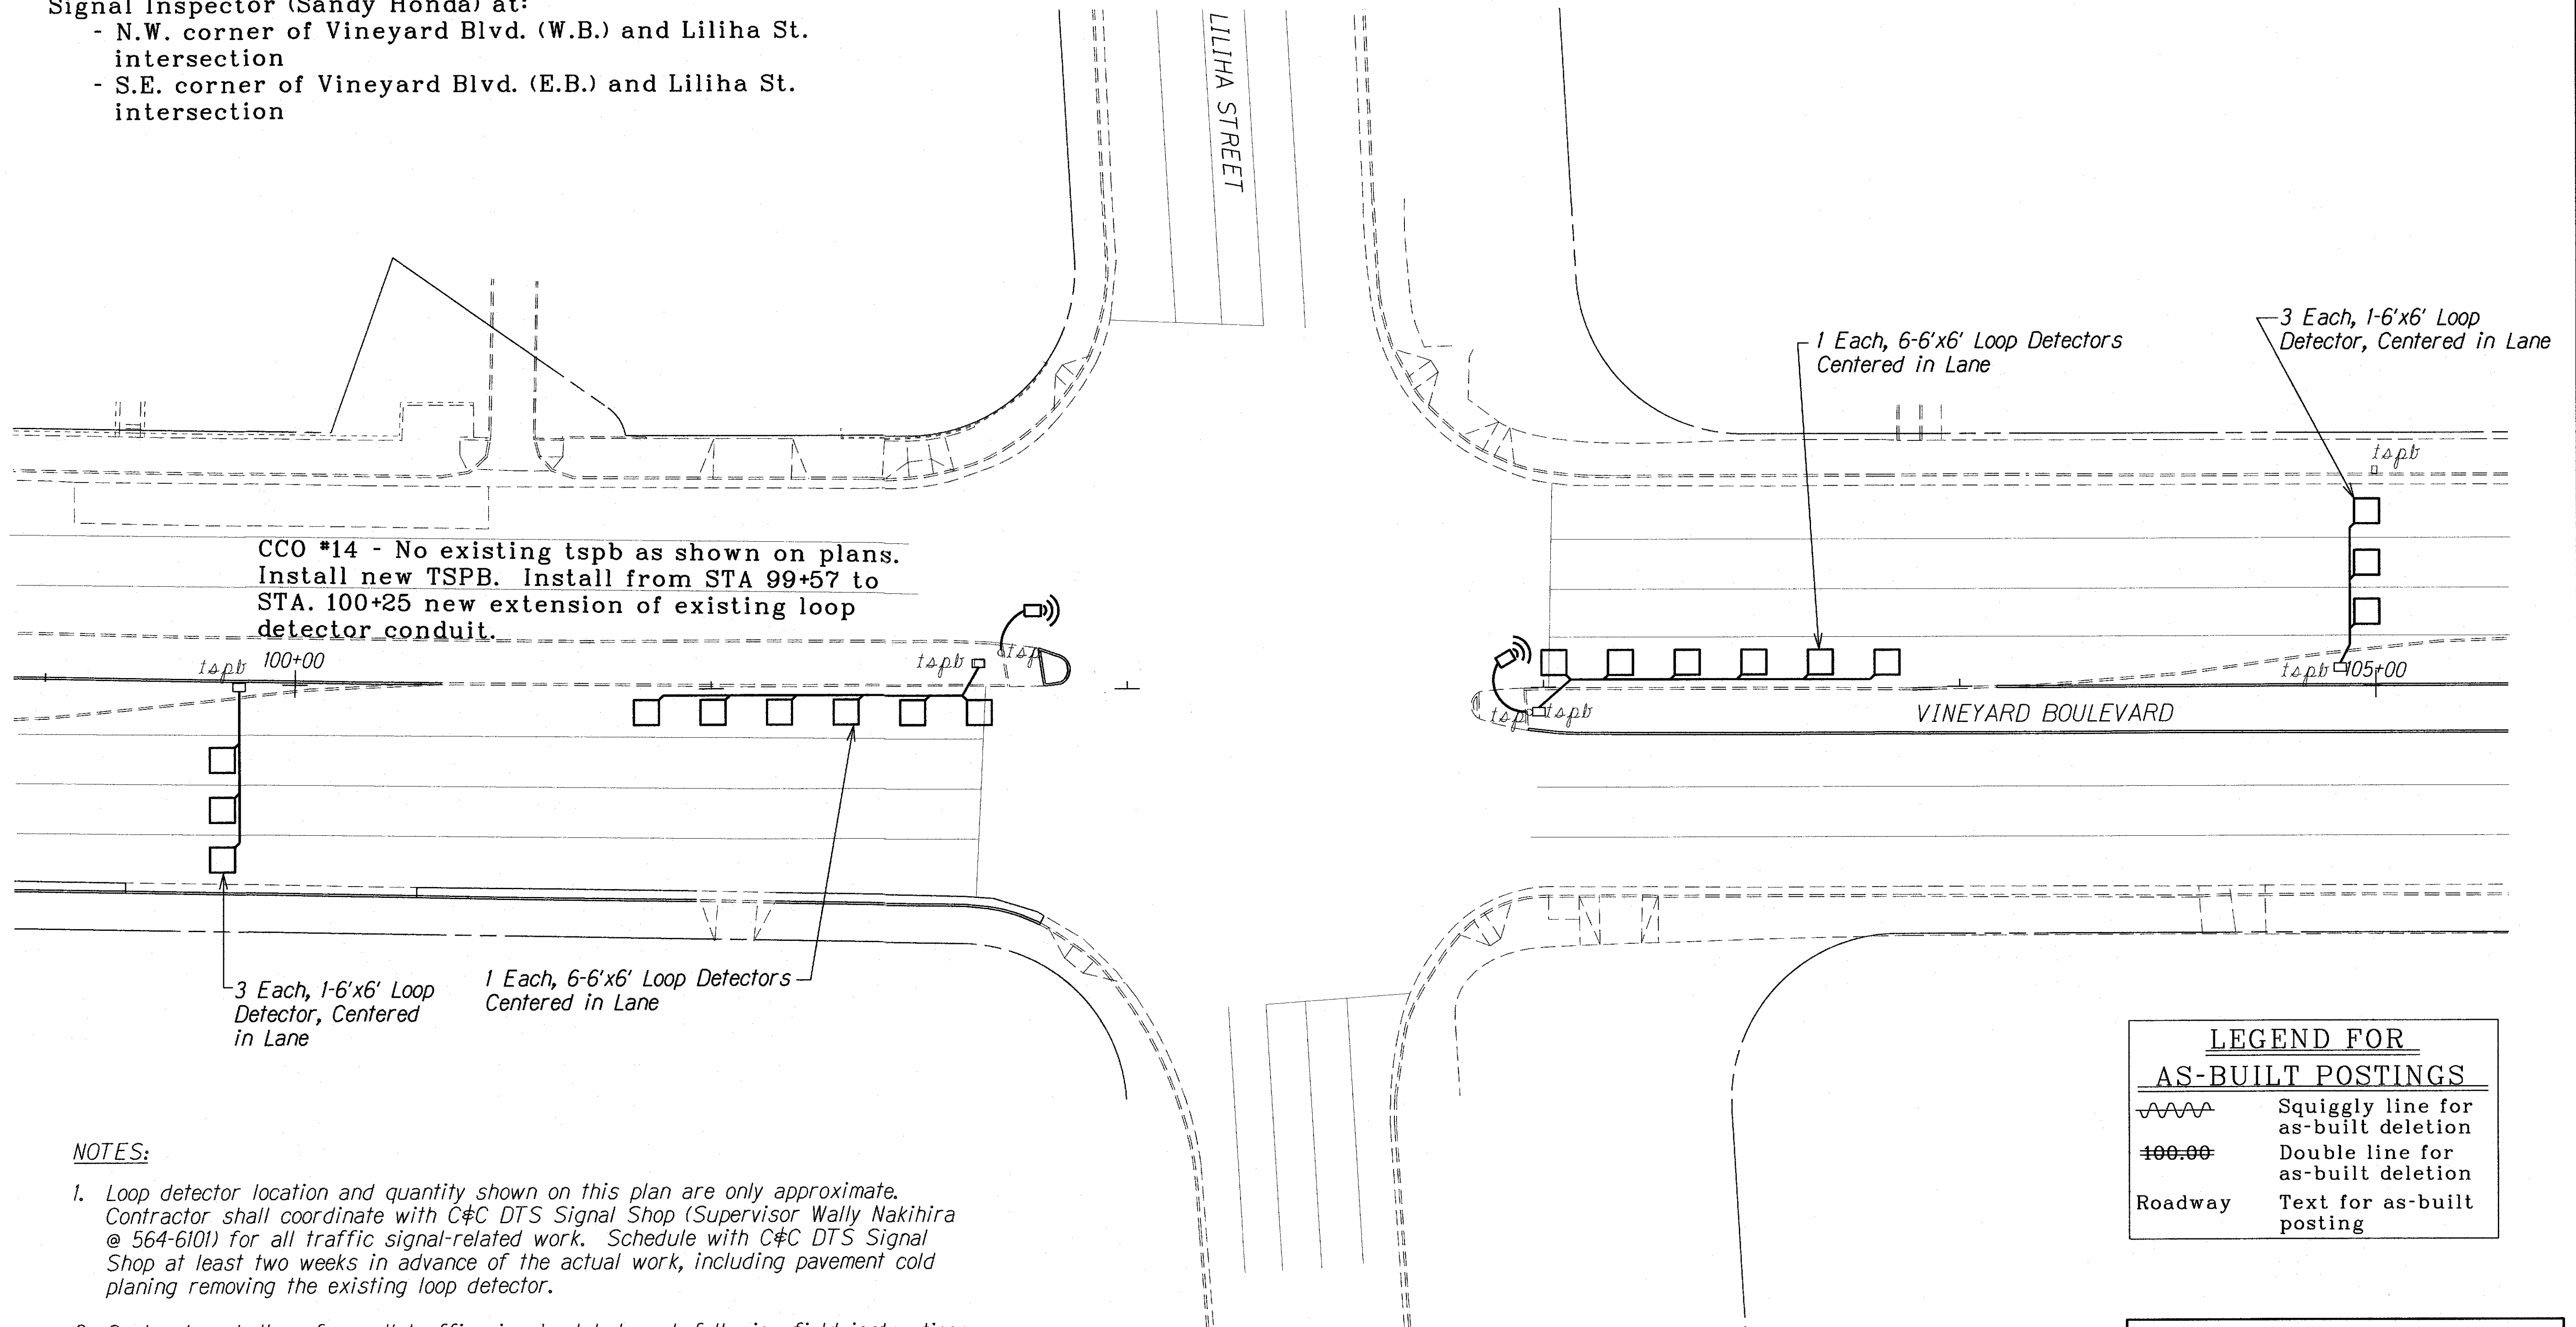 Signal Inspector (Sandy Honda) at:
- N.W. corner of Vineyard Blvd. (W.B.) and Liliha St.
intersection
- S.E. corner of Vineyard Blvd. (E.B.) and Liliha St.
intersection
LILIHA STREET
1 Each, 6-6'x6' Loop Detectors
Centered in Lane
3 Each, 1-6'x6' Loop
Detector, Centered in Lane
tspb
CCO #14 - No existing tspb as shown on plans.
Install new TSPB. Install from STA 99+57 to
STA. 100+25 new extension of existing loop
detector conduit.
tspb 100+00
tspb
tsp
tspb 105+00
tsp
tspb
VINEYARD BOULEVARD
3 Each, 1-6'x6' Loop
Detector, Centered
in Lane
1 Each, 6-6'x6' Loop Detectors
Centered in Lane
LEGEND FOR
AS-BUILT POSTINGS
Squiggly line for
as-built deletion
100.00 Double line for
as-built deletion
Roadway Text for as-built
posting
NOTES:
1. Loop detector location and quantity shown on this plan are only approximate.
Contractor shall coordinate with C&C DTS Signal Shop (Supervisor Wally Nakihira
@ 564-6101) for all traffic signal-related work. Schedule with C&C DTS Signal
Shop at least two weeks in advance of the actual work, including pavement cold
planing removing the existing loop detector.